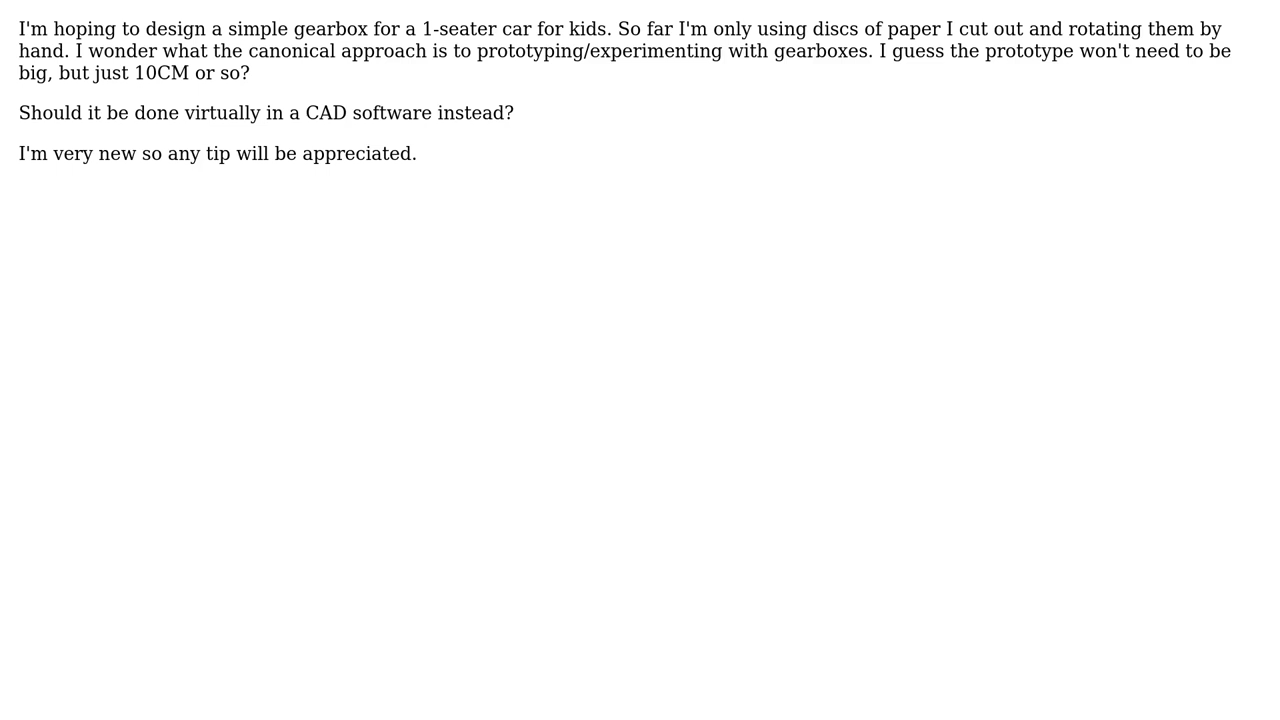 I'm hoping to design a simple gearbox for a 1-seater car for kids. So far I'm only using discs of paper I cut out and rotating them by
hand. I wonder what the canonical approach is to prototyping/experimenting with gearboxes. I guess the prototype won't need to be
big, but just 10CM or so?
Should it be done virtually in a CAD software instead?
I'm very new so any tip will be appreciated.